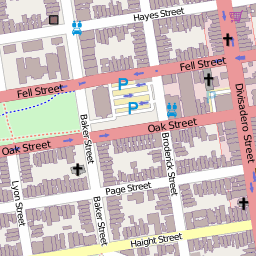 Hayes Street
Fell Street
Fell Street
P
P
Divisadero Street
Oak Street
Oak Street
Baker Street
Broderick Street
Lyon Street
Page Street
Baker Street
Haight Street